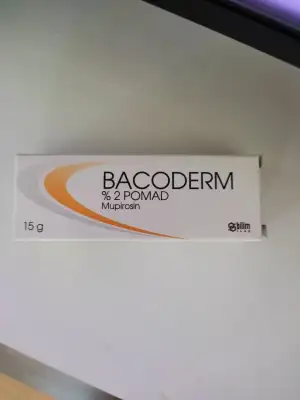 BACODERM
% 2 POMAD
Mupirosin
15 g
bilim